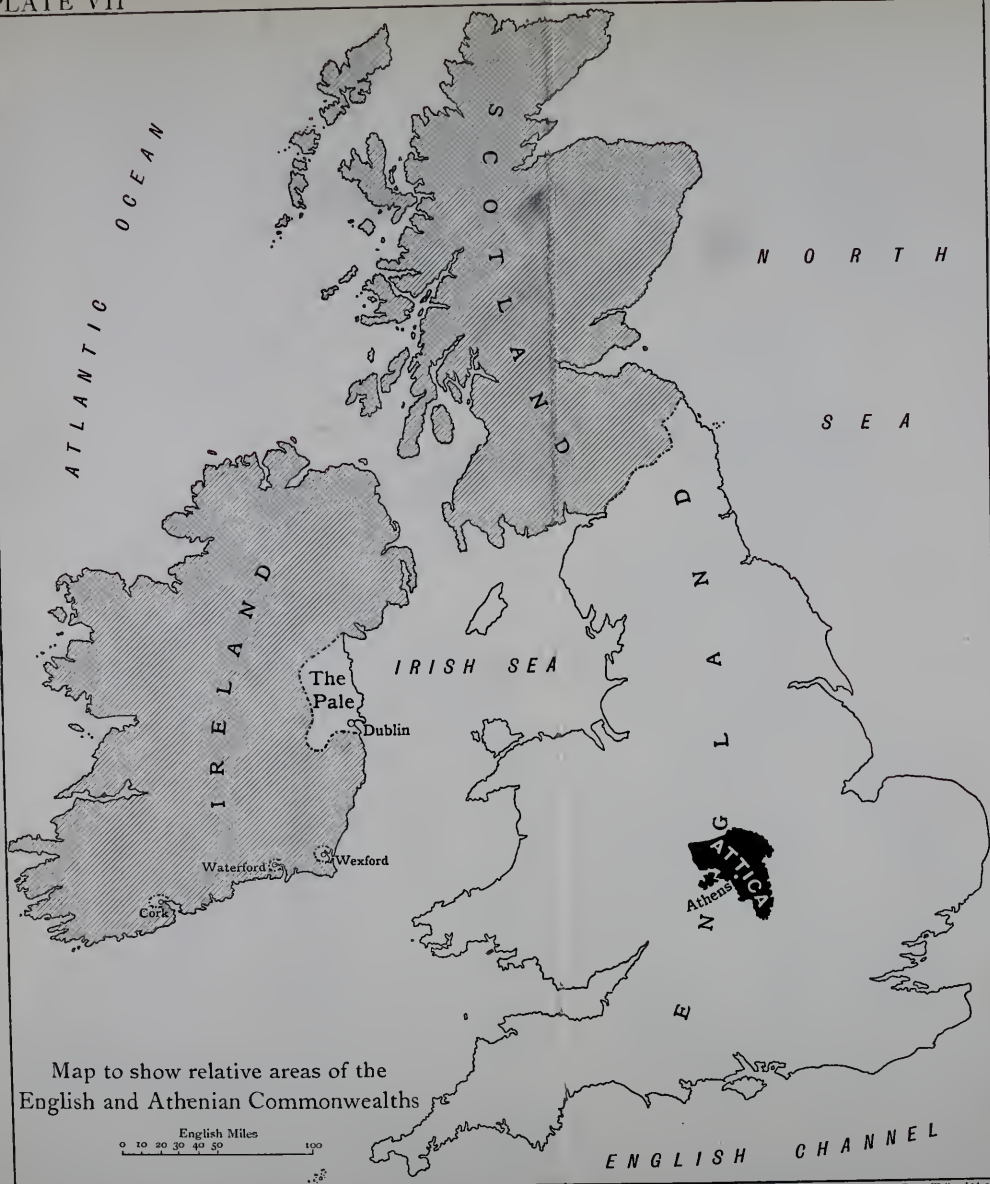 PLATE VII
ATLANTIC OCEAN
SCOTLAND
NORTH
SEA
IRELAND
The
Pale
Dublin
IRISH SEA
ENGLAND
ATTICA
Athens
Waterford
Wexford
Cork
Map to show relative areas of the
English and Athenian Commonwealths
English Miles
0 10 20 30 40 50 100
ENGLISH CHANNEL